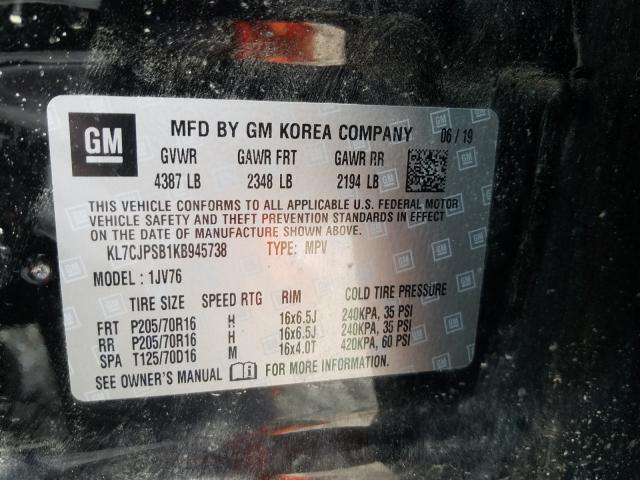 GM
MFD BY GM KOREA COMPANY 06 / 19
GVWR GAWR FRT GAWR RR
4387 LB 2348 LB 2194 LB
THIS VEHICLE CONFORMS TO ALL APPLICABLE U.S. FEDERAL MOTOR
VEHICLE SAFETY AND THEFT PREVENTION STANDARDS IN EFFECT
ON THE DATE OF MANUFACTURE SHOWN ABOVE.
KL7CJPSB1KB945738 TYPE: MPV
MODEL : 1JV76
TIRE SIZE SPEED RTG RIM COLD TIRE PRESSURE
FRT P205/70R16 H 16x6.5J 240KPA, 35 PSI
RR P205/70R16 H 16x6.5J 240KPA, 35 PSI
SPA T125/70D16 M 16x4.0T 420KPA, 60 PSI
SEE OWNER'S MANUAL FOR MORE INFORMATION.